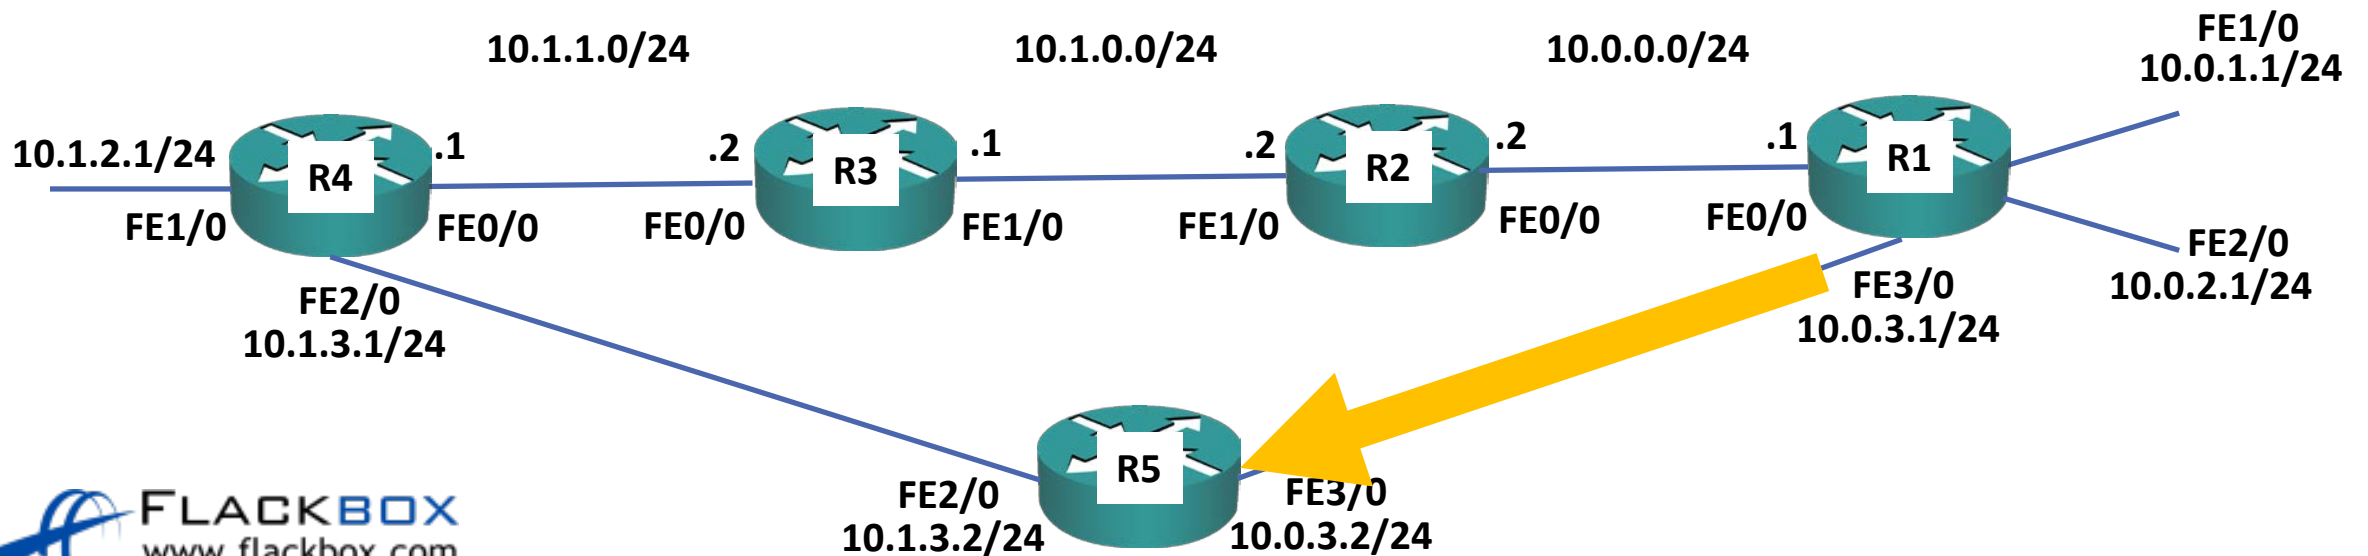 FE1/0
10.1.1.0/24 10.1.0.0/24 10.0.0.0/24
10.0.1.1/24
10.1.2.1/24 .1 .2 .1 .2 .2 .1
R4 R3 R2 R1
FE1/0 FE0/0 FE0/0 FE1/0 FE1/0 FE0/0 FE0/0 FE2/0
FE2/0 FE3/0 10.0.2.1/24
10.1.3.1/24 10.0.3.1/24
R5
FE2/0 FE3/0
10.1.3.2/24 10.0.3.2/24
FLACKBOX
www.flackbox.com